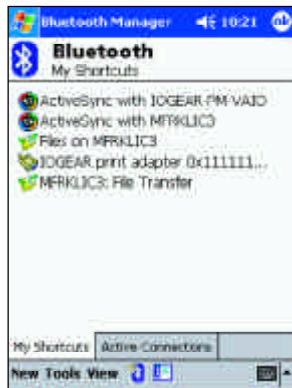 Bluetooth Manager 10:21 ok
Bluetooth
My Shortcuts
ActiveSync with IOGEAR-PM-VAIO
ActiveSync with MFRKLIC3
Files on MFRKLIC3
IOGEAR print adapter 0x111111...
MFRKLIC3: File Transfer
My Shortcuts Active Connections
New Tools View